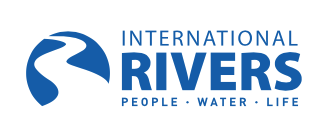 INTERNATIONAL
RIVERS
PEOPLE · WATER · LIFE